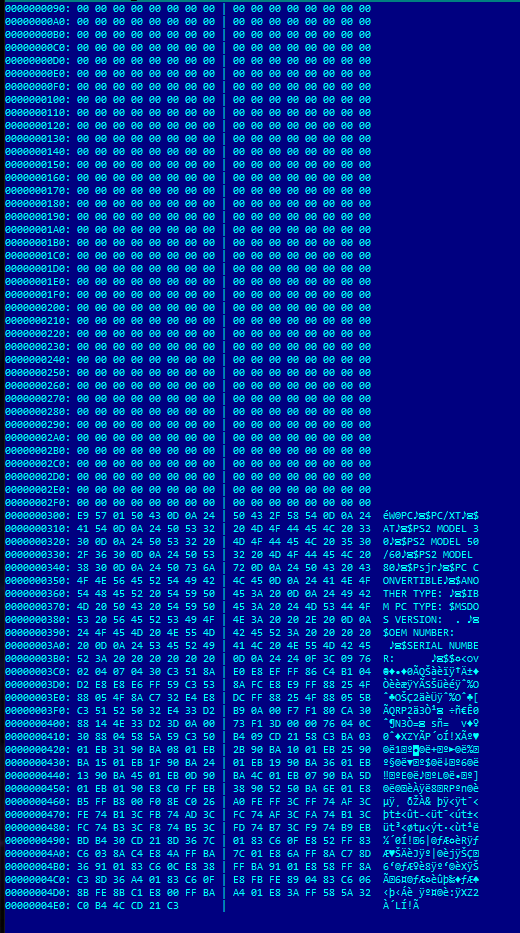 0000000090: 00 00 00 00 00 00 00 00 | 00 00 00 00 00 00 00 00
00000000A0: 00 00 00 00 00 00 00 00 | 00 00 00 00 00 00 00 00
00000000B0: 00 00 00 00 00 00 00 00 | 00 00 00 00 00 00 00 00
00000000C0: 00 00 00 00 00 00 00 00 | 00 00 00 00 00 00 00 00
00000000D0: 00 00 00 00 00 00 00 00 | 00 00 00 00 00 00 00 00
00000000E0: 00 00 00 00 00 00 00 00 | 00 00 00 00 00 00 00 00
00000000F0: 00 00 00 00 00 00 00 00 | 00 00 00 00 00 00 00 00
0000000100: 00 00 00 00 00 00 00 00 | 00 00 00 00 00 00 00 00
0000000110: 00 00 00 00 00 00 00 00 | 00 00 00 00 00 00 00 00
0000000120: 00 00 00 00 00 00 00 00 | 00 00 00 00 00 00 00 00
0000000130: 00 00 00 00 00 00 00 00 | 00 00 00 00 00 00 00 00
0000000140: 00 00 00 00 00 00 00 00 | 00 00 00 00 00 00 00 00
0000000150: 00 00 00 00 00 00 00 00 | 00 00 00 00 00 00 00 00
0000000160: 00 00 00 00 00 00 00 00 | 00 00 00 00 00 00 00 00
0000000170: 00 00 00 00 00 00 00 00 | 00 00 00 00 00 00 00 00
0000000180: 00 00 00 00 00 00 00 00 | 00 00 00 00 00 00 00 00
0000000190: 00 00 00 00 00 00 00 00 | 00 00 00 00 00 00 00 00
00000001A0: 00 00 00 00 00 00 00 00 | 00 00 00 00 00 00 00 00
00000001B0: 00 00 00 00 00 00 00 00 | 00 00 00 00 00 00 00 00
00000001C0: 00 00 00 00 00 00 00 00 | 00 00 00 00 00 00 00 00
00000001D0: 00 00 00 00 00 00 00 00 | 00 00 00 00 00 00 00 00
00000001E0: 00 00 00 00 00 00 00 00 | 00 00 00 00 00 00 00 00
00000001F0: 00 00 00 00 00 00 00 00 | 00 00 00 00 00 00 00 00
0000000200: 00 00 00 00 00 00 00 00 | 00 00 00 00 00 00 00 00
0000000210: 00 00 00 00 00 00 00 00 | 00 00 00 00 00 00 00 00
0000000220: 00 00 00 00 00 00 00 00 | 00 00 00 00 00 00 00 00
0000000230: 00 00 00 00 00 00 00 00 | 00 00 00 00 00 00 00 00
0000000240: 00 00 00 00 00 00 00 00 | 00 00 00 00 00 00 00 00
0000000250: 00 00 00 00 00 00 00 00 | 00 00 00 00 00 00 00 00
0000000260: 00 00 00 00 00 00 00 00 | 00 00 00 00 00 00 00 00
0000000270: 00 00 00 00 00 00 00 00 | 00 00 00 00 00 00 00 00
0000000280: 00 00 00 00 00 00 00 00 | 00 00 00 00 00 00 00 00
0000000290: 00 00 00 00 00 00 00 00 | 00 00 00 00 00 00 00 00
00000002A0: 00 00 00 00 00 00 00 00 | 00 00 00 00 00 00 00 00
00000002B0: 00 00 00 00 00 00 00 00 | 00 00 00 00 00 00 00 00
00000002C0: 00 00 00 00 00 00 00 00 | 00 00 00 00 00 00 00 00
00000002D0: 00 00 00 00 00 00 00 00 | 00 00 00 00 00 00 00 00
00000002E0: 00 00 00 00 00 00 00 00 | 00 00 00 00 00 00 00 00
00000002F0: 00 00 00 00 00 00 00 00 | 00 00 00 00 00 00 00 00
0000000300: E9 57 01 50 43 0D 0A 24 | 50 43 2F 58 54 0D 0A 24 éW☺PC♪◙$PC/XT♪◙$
0000000310: 41 54 0D 0A 24 50 53 32 | 20 4D 4F 44 45 4C 20 33 AT♪◙$PS2 MODEL 3
0000000320: 30 0D 0A 24 50 53 32 20 | 4D 4F 44 45 4C 20 35 30 0♪◙$PS2 MODEL 50
0000000330: 2F 36 30 0D 0A 24 50 53 | 32 20 4D 4F 44 45 4C 20 /60♪◙$PS2 MODEL
0000000340: 38 30 0D 0A 24 50 73 6A | 72 0D 0A 24 50 43 20 43 80♪◙$Psjr♪◙$PC C
0000000350: 4F 4E 56 45 52 54 49 42 | 4C 45 0D 0A 24 41 4E 4F ONVERTIBLE♪◙$ANO
0000000360: 54 48 45 52 20 54 59 50 | 45 3A 20 0D 0A 24 49 42 THER TYPE: ♪◙$IB
0000000370: 4D 20 50 43 20 54 59 50 | 45 3A 20 24 4D 53 44 4F M PC TYPE: $MSDO
0000000380: 53 20 56 45 52 53 49 4F | 4E 3A 20 20 2E 20 0D 0A S VERSION:  . ♪◙
0000000390: 24 4F 45 4D 20 4E 55 4D | 42 45 52 3A 20 20 20 20 $OEM NUMBER:
00000003A0: 20 0D 0A 24 53 45 52 49 | 41 4C 20 4E 55 4D 42 45 ♪◙$SERIAL NUMBE
00000003B0: 52 3A 20 20 20 20 20 20 | 0D 0A 24 24 0F 3C 09 76 R:      ♪◙$$☼<○v
00000003C0: 02 04 07 04 30 C3 51 8A | E0 E8 EF FF 86 C4 B1 04 ☻♦•♦0ÃQŠàèïÿ†Ä±♦
00000003D0: D2 E8 E8 E6 FF 59 C3 53 | 8A FC E8 E9 FF 88 25 4F ÒèèæÿYÃSŠüèéÿˆ%O
00000003E0: 88 05 4F 8A C7 32 E4 E8 | DC FF 88 25 4F 88 05 5B ˆ♣OŠÇ2äèÜÿˆ%Oˆ♣[
00000003F0: C3 51 52 50 32 E4 33 D2 | B9 0A 00 F7 F1 80 CA 30
0000000400: 88 14 4E 33 D2 3D 0A 00 | 73 F1 3D 00 00 76 04 0C
0000000410: 30 88 04 58 5A 59 C3 50 | B4 09 CD 21 58 C3 BA 03
0000000420: 01 EB 31 90 BA 08 01 EB | 2B 90 BA 10 01 EB 25 90
0000000430: BA 15 01 EB 1F 90 BA 24 | 01 EB 19 90 BA 36 01 EB
0000000440: 13 90 BA 45 01 EB 0D 90 | BA 4C 01 EB 07 90 BA 5D
0000000450: 01 EB 01 90 E8 C0 FF EB | 38 90 52 50 BA 6E 01 E8
0000000460: B5 FF B8 00 F0 8E C0 26 | A0 FE FF 3C FF 74 AF 3C
0000000470: FE 74 B1 3C FB 74 AD 3C | FC 74 AF 3C FA 74 B1 3C
0000000480: FC 74 B3 3C F8 74 B5 3C | FD 74 B7 3C F9 74 B9 EB
0000000490: BD B4 30 CD 21 8D 36 7C | 01 83 C6 0F E8 52 FF 83
00000004A0: C6 03 8A C4 E8 4A FF BA | 7C 01 E8 6A FF 8A C7 8D
00000004B0: 36 91 01 83 C6 0C E8 38 | FF BA 91 01 E8 58 FF 8A
00000004C0: C3 8D 36 A4 01 83 C6 0F | E8 FB FE 89 04 83 C6 06
00000004D0: 8B FE 8B C1 E8 00 FF BA | A4 01 E8 3A FF 58 5A 32
00000004E0: C0 B4 4C CD 21 C3 | À´LÍ!Ã